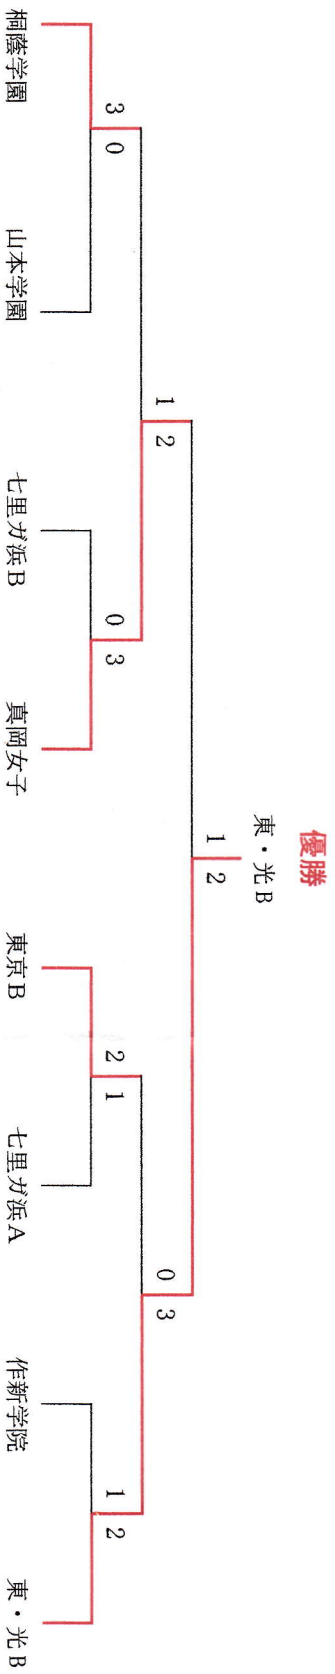 優勝
東・光B
1 2
1 2
0 3
3 0
0 3
2 1
1 2
桐蔭学園
山本学園
七里ガ浜B
真岡女子
東京B
七里ガ浜A
作新学院
東・光B